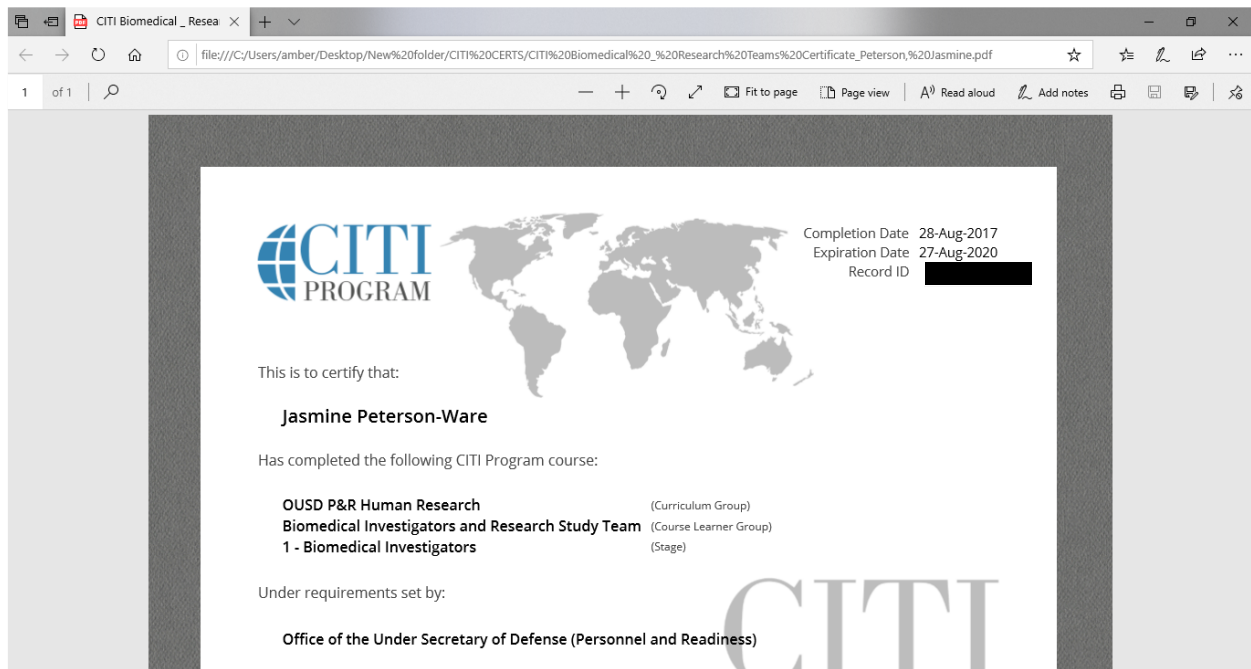 CITI Biomedical _ Resea
file:///C:/Users/amber/Desktop/New%20folder/CITI%20CERTS/CITI%20Biomedical%20_%20Research%20Teams%20Certificate_Peterson,%20Jasmine.pdf
1 of 1 Fit to page Page view Read aloud Add notes
CITI
PROGRAM
Completion Date 28-Aug-2017
Expiration Date 27-Aug-2020
Record ID
This is to certify that:
Jasmine Peterson-Ware
Has completed the following CITI Program course:
OUSD P&R Human Research (Curriculum Group)
Biomedical Investigators and Research Study Team (Course Learner Group)
1 - Biomedical Investigators (Stage)
Under requirements set by:
CITI
Office of the Under Secretary of Defense (Personnel and Readiness)